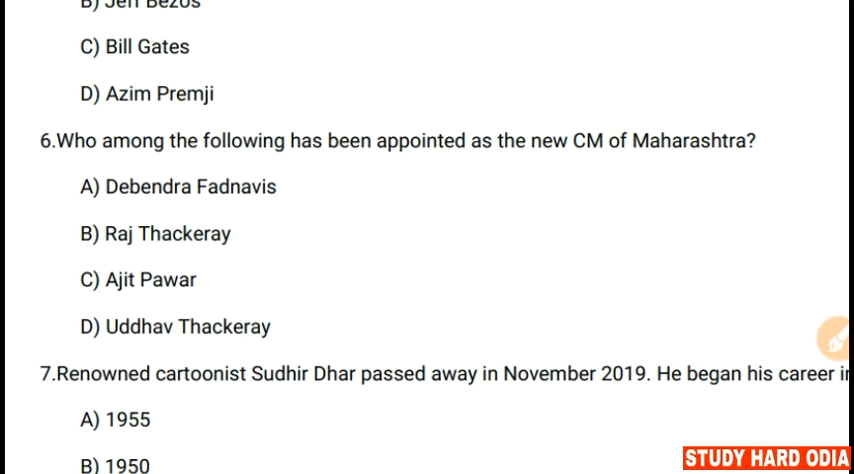 B) Jeff Bezos
C) Bill Gates
D) Azim Premji
6.Who among the following has been appointed as the new CM of Maharashtra?
A) Debendra Fadnavis
B) Raj Thackeray
C) Ajit Pawar
D) Uddhav Thackeray
7.Renowned cartoonist Sudhir Dhar passed away in November 2019. He began his career
A) 1955
B) 1950
STUDY HARD ODIA